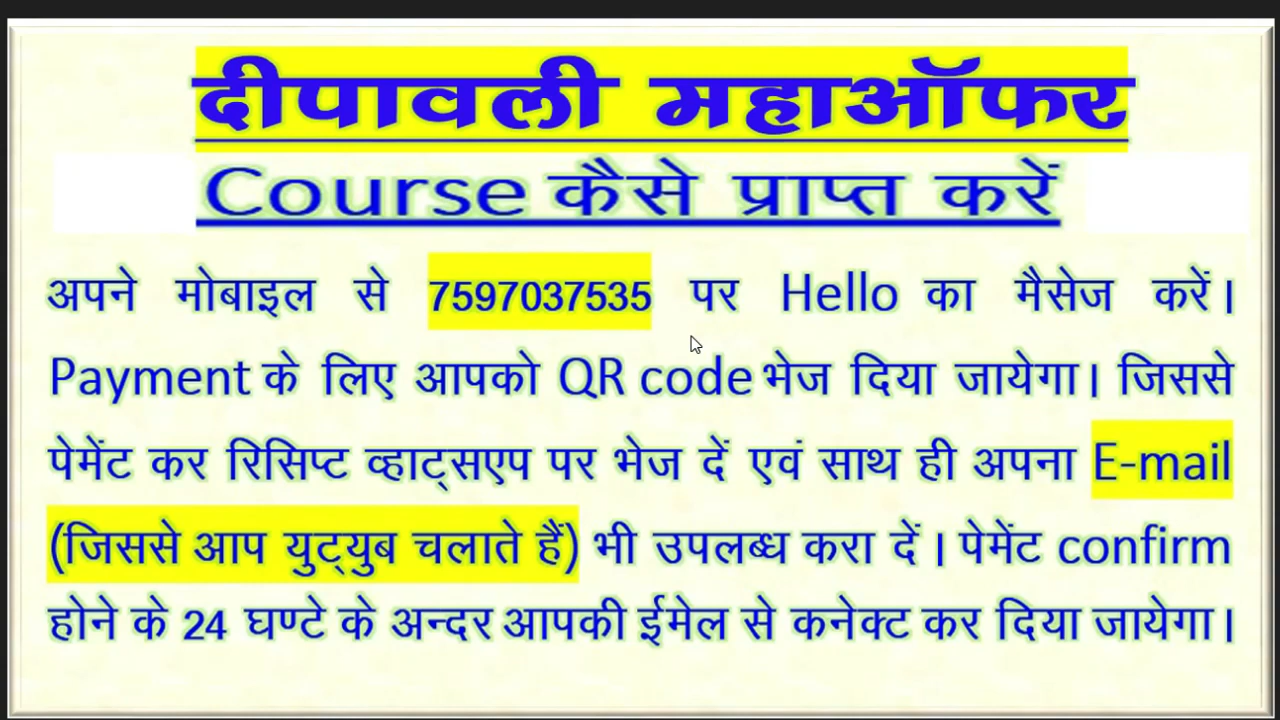 दीपावली महाऑफर
Course कैसे प्राप्त करें
अपने मोबाइल से 7597037535 पर Hello का मैसेज करें।
Payment के लिए आपको QR code भेज दिया जायेगा। जिससे
पेमेंट कर रिसिप्ट व्हाट्सएप पर भेज दें एवं साथ ही अपना E-mail
(जिससे आप युट्युब चलाते हैं) भी उपलब्ध करा दें। पेमेंट confirm
होने के 24 घण्टे के अन्दर आपकी ईमेल से कनेक्ट कर दिया जायेगा।